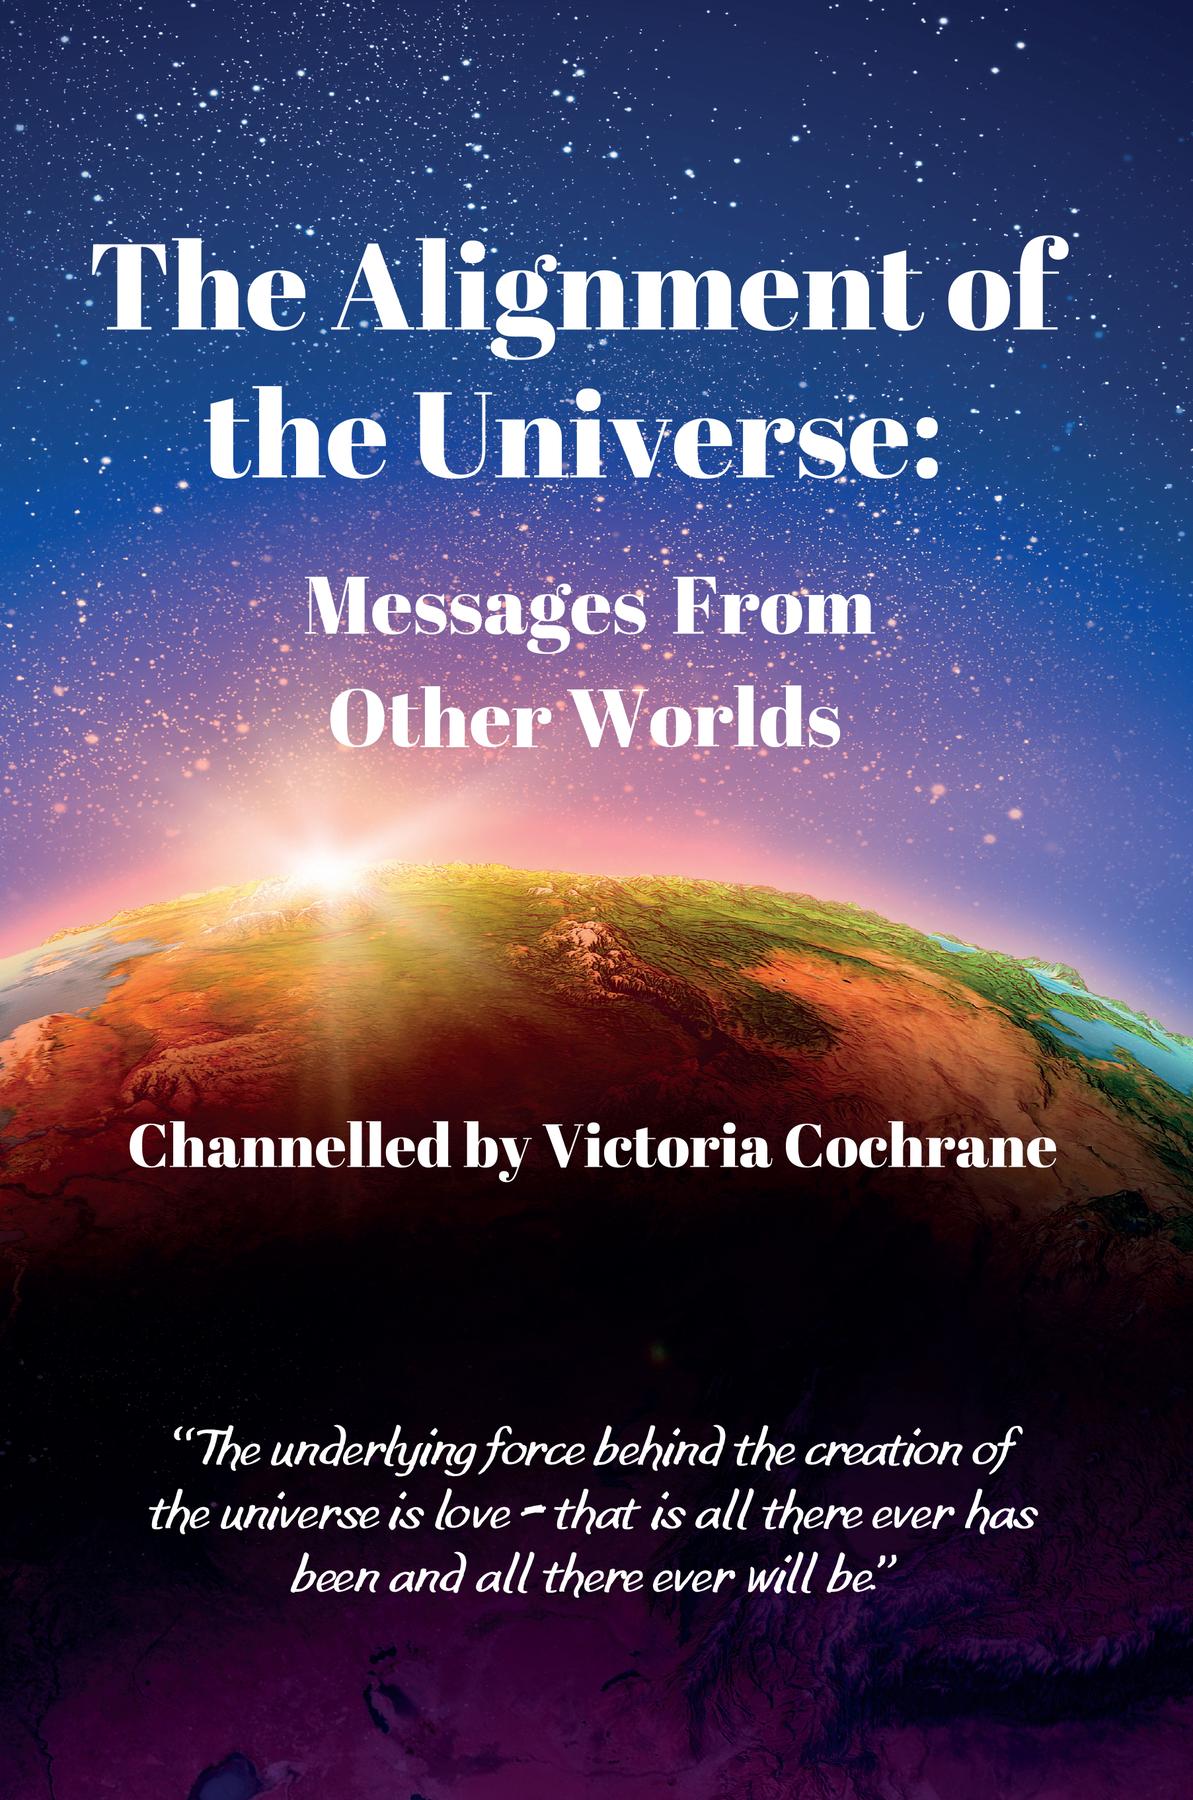 The Alignment of
the Universe:
Messages From
Other Worlds
Channelled by Victoria Cochrane
“The underlying force behind the creation of
the universe is love – that is all there ever has
been and all there ever will be.”